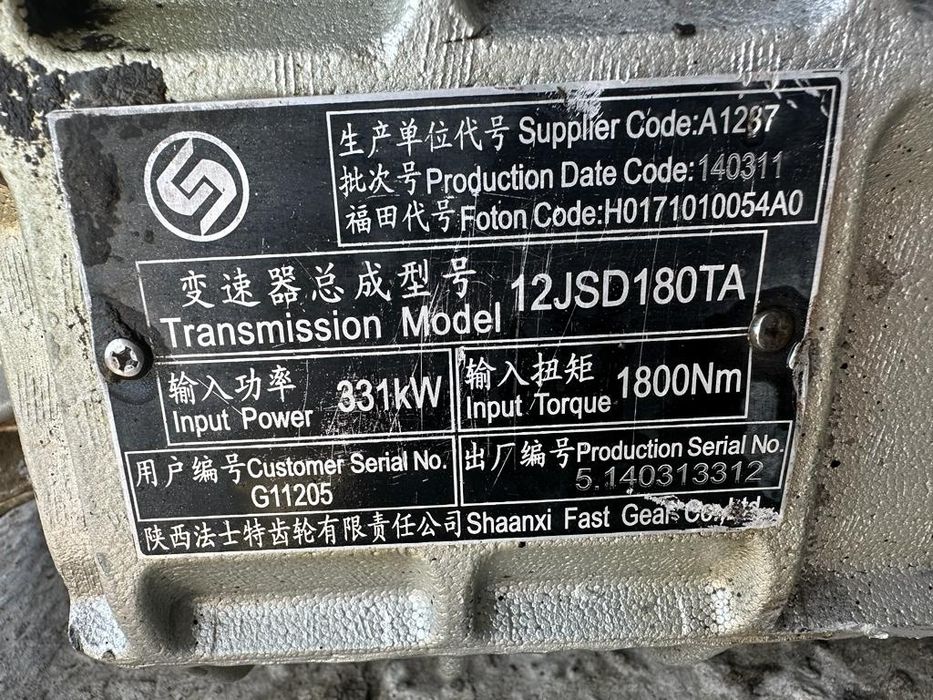 生产单位代号 Supplier Code:A1287
批次号 Production Date Code:140311
福田代号 Foton Code:H0171010054A0
变速器总成型号 12JSD180TA
Transmission Model
输入功率 331kW
Input Power
输入扭矩 1800Nm
Input Torque
用户编号 Customer Serial No.
G11205
出厂编号 Production Serial No.
5.140313312
陕西法士特齿轮有限责任公司 Shaanxi Fast Gear Co.,Ltd.